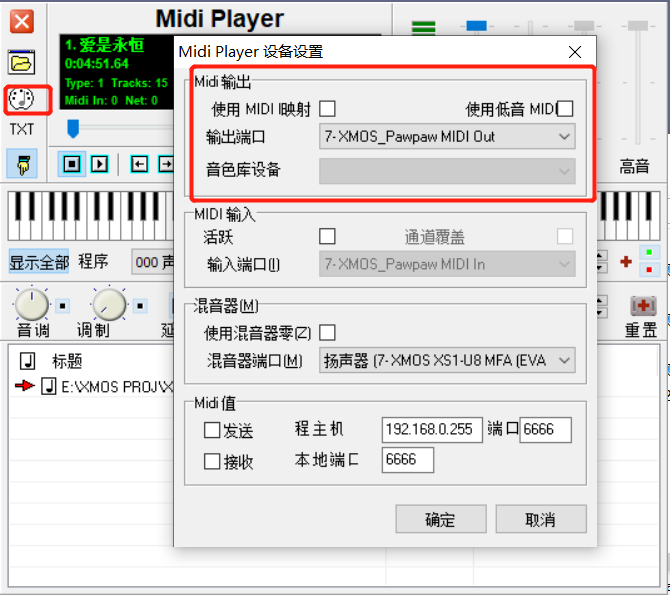 Midi Player
1. 爱是永恒
0:04:51.64
Type: 1 Tracks: 15
Midi In: 0 Net: 0
TXT
高音
显示全部
程序
000 声
音调
调制
延
重置
标题
E:\XMOS PROJ\X
Midi Player 设备设置
Midi 输出
使用 MIDI 映射
使用低音 MIDI
输出端口
7- XMOS_Pawpaw MIDI Out
音色库设备
MIDI 输入
活跃
通道覆盖
输入端口(I)
7- XMOS_Pawpaw MIDI In
混音器(M)
使用混音器零(Z)
混音器端口(M)
扬声器 (7- XMOS XS1-U8 MFA (EVA
Midi 值
发送
程主机
192.168.0.255
端口
6666
接收
本地端口
6666
确定
取消